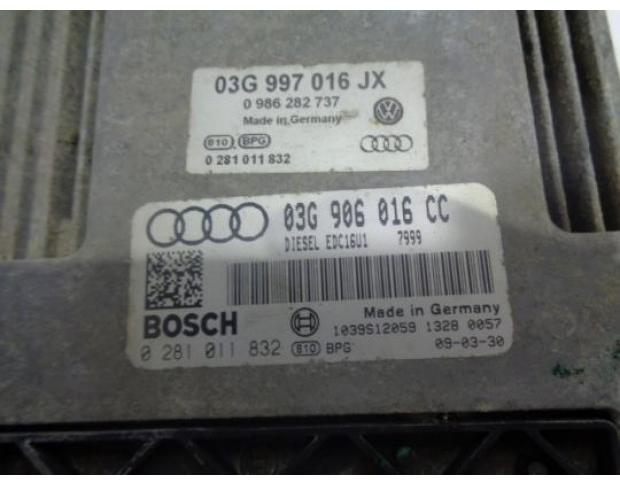 03G 997 016 JX
0 986 282 737
Made in Germany
810 BPG
0 281 011 832
03G 906 016 CC
DIESEL EDC16U1 7999
BOSCH
Made in Germany
1039S12059 1328 0057
0 281 011 832 810 BPG 09-03-30